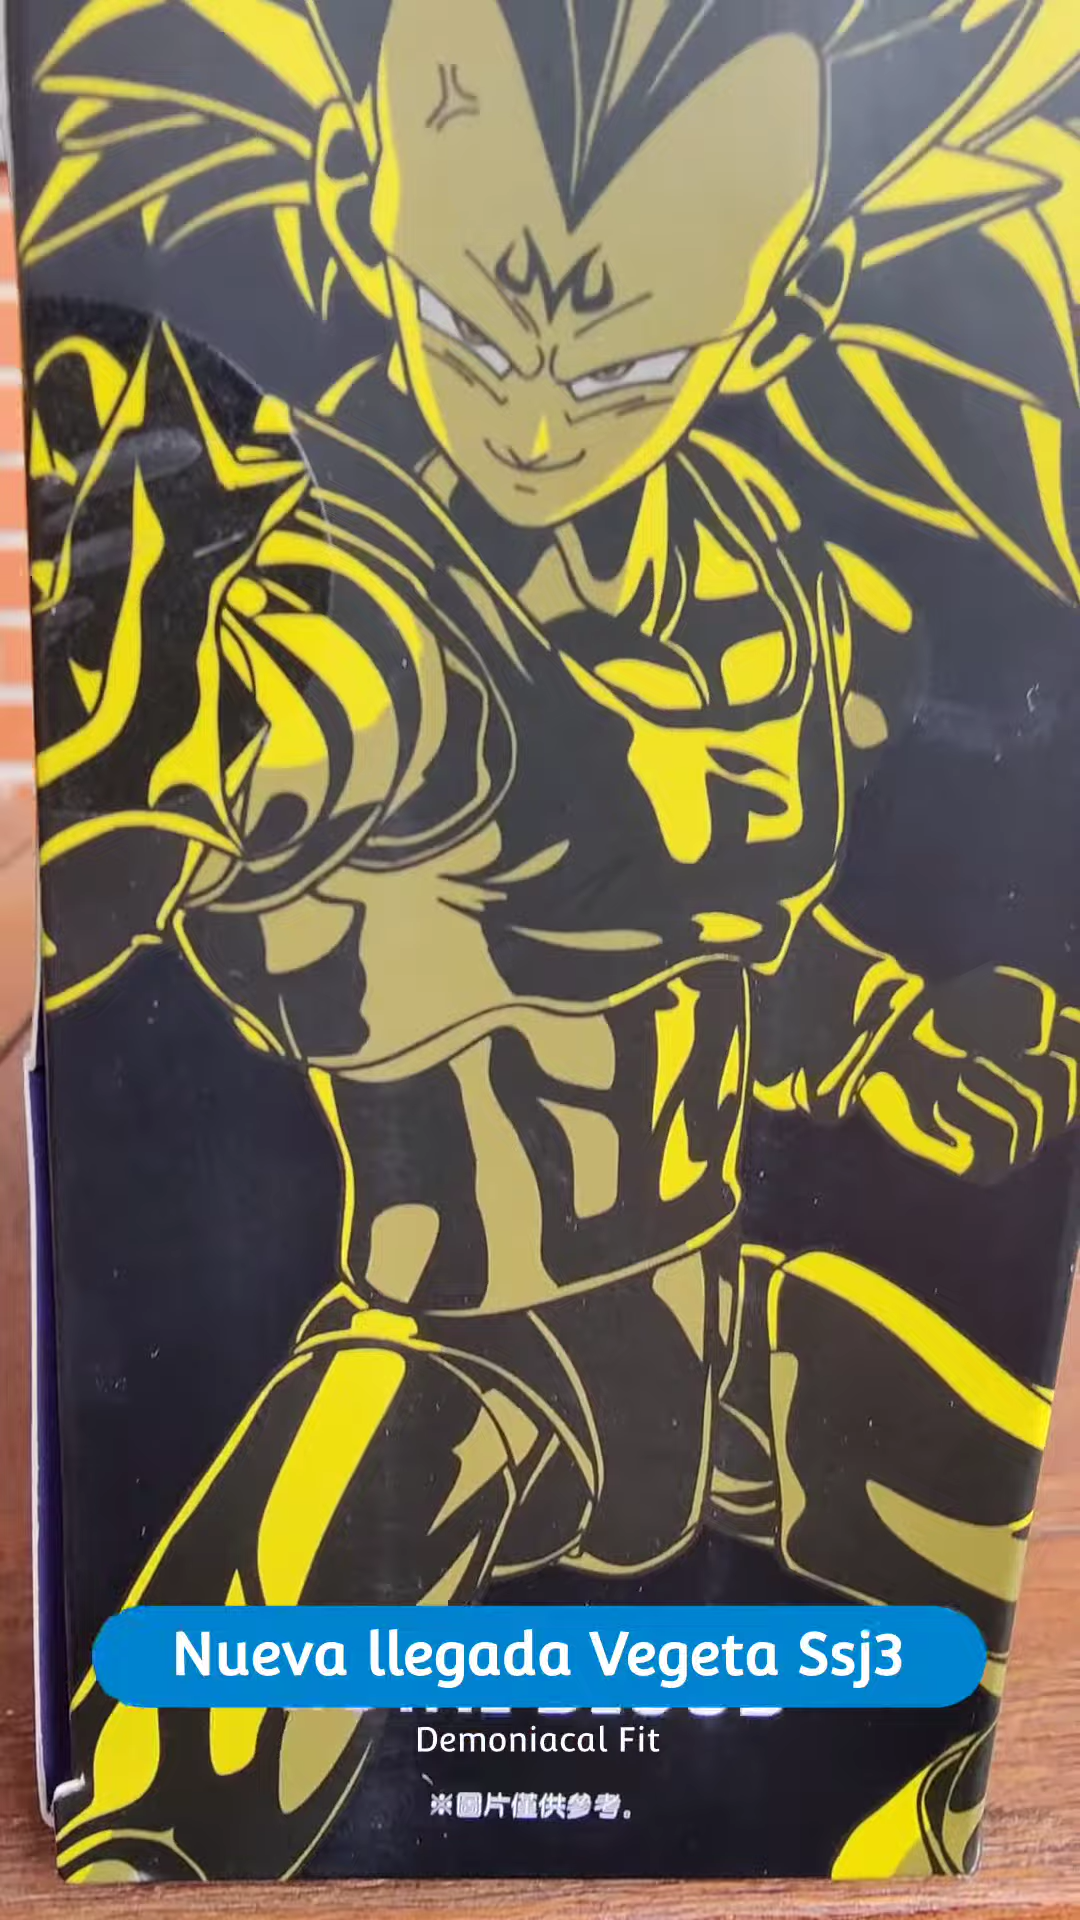 Nueva llegada Vegeta Ssj3
Demoniacal Fit
※圖片僅供參考。